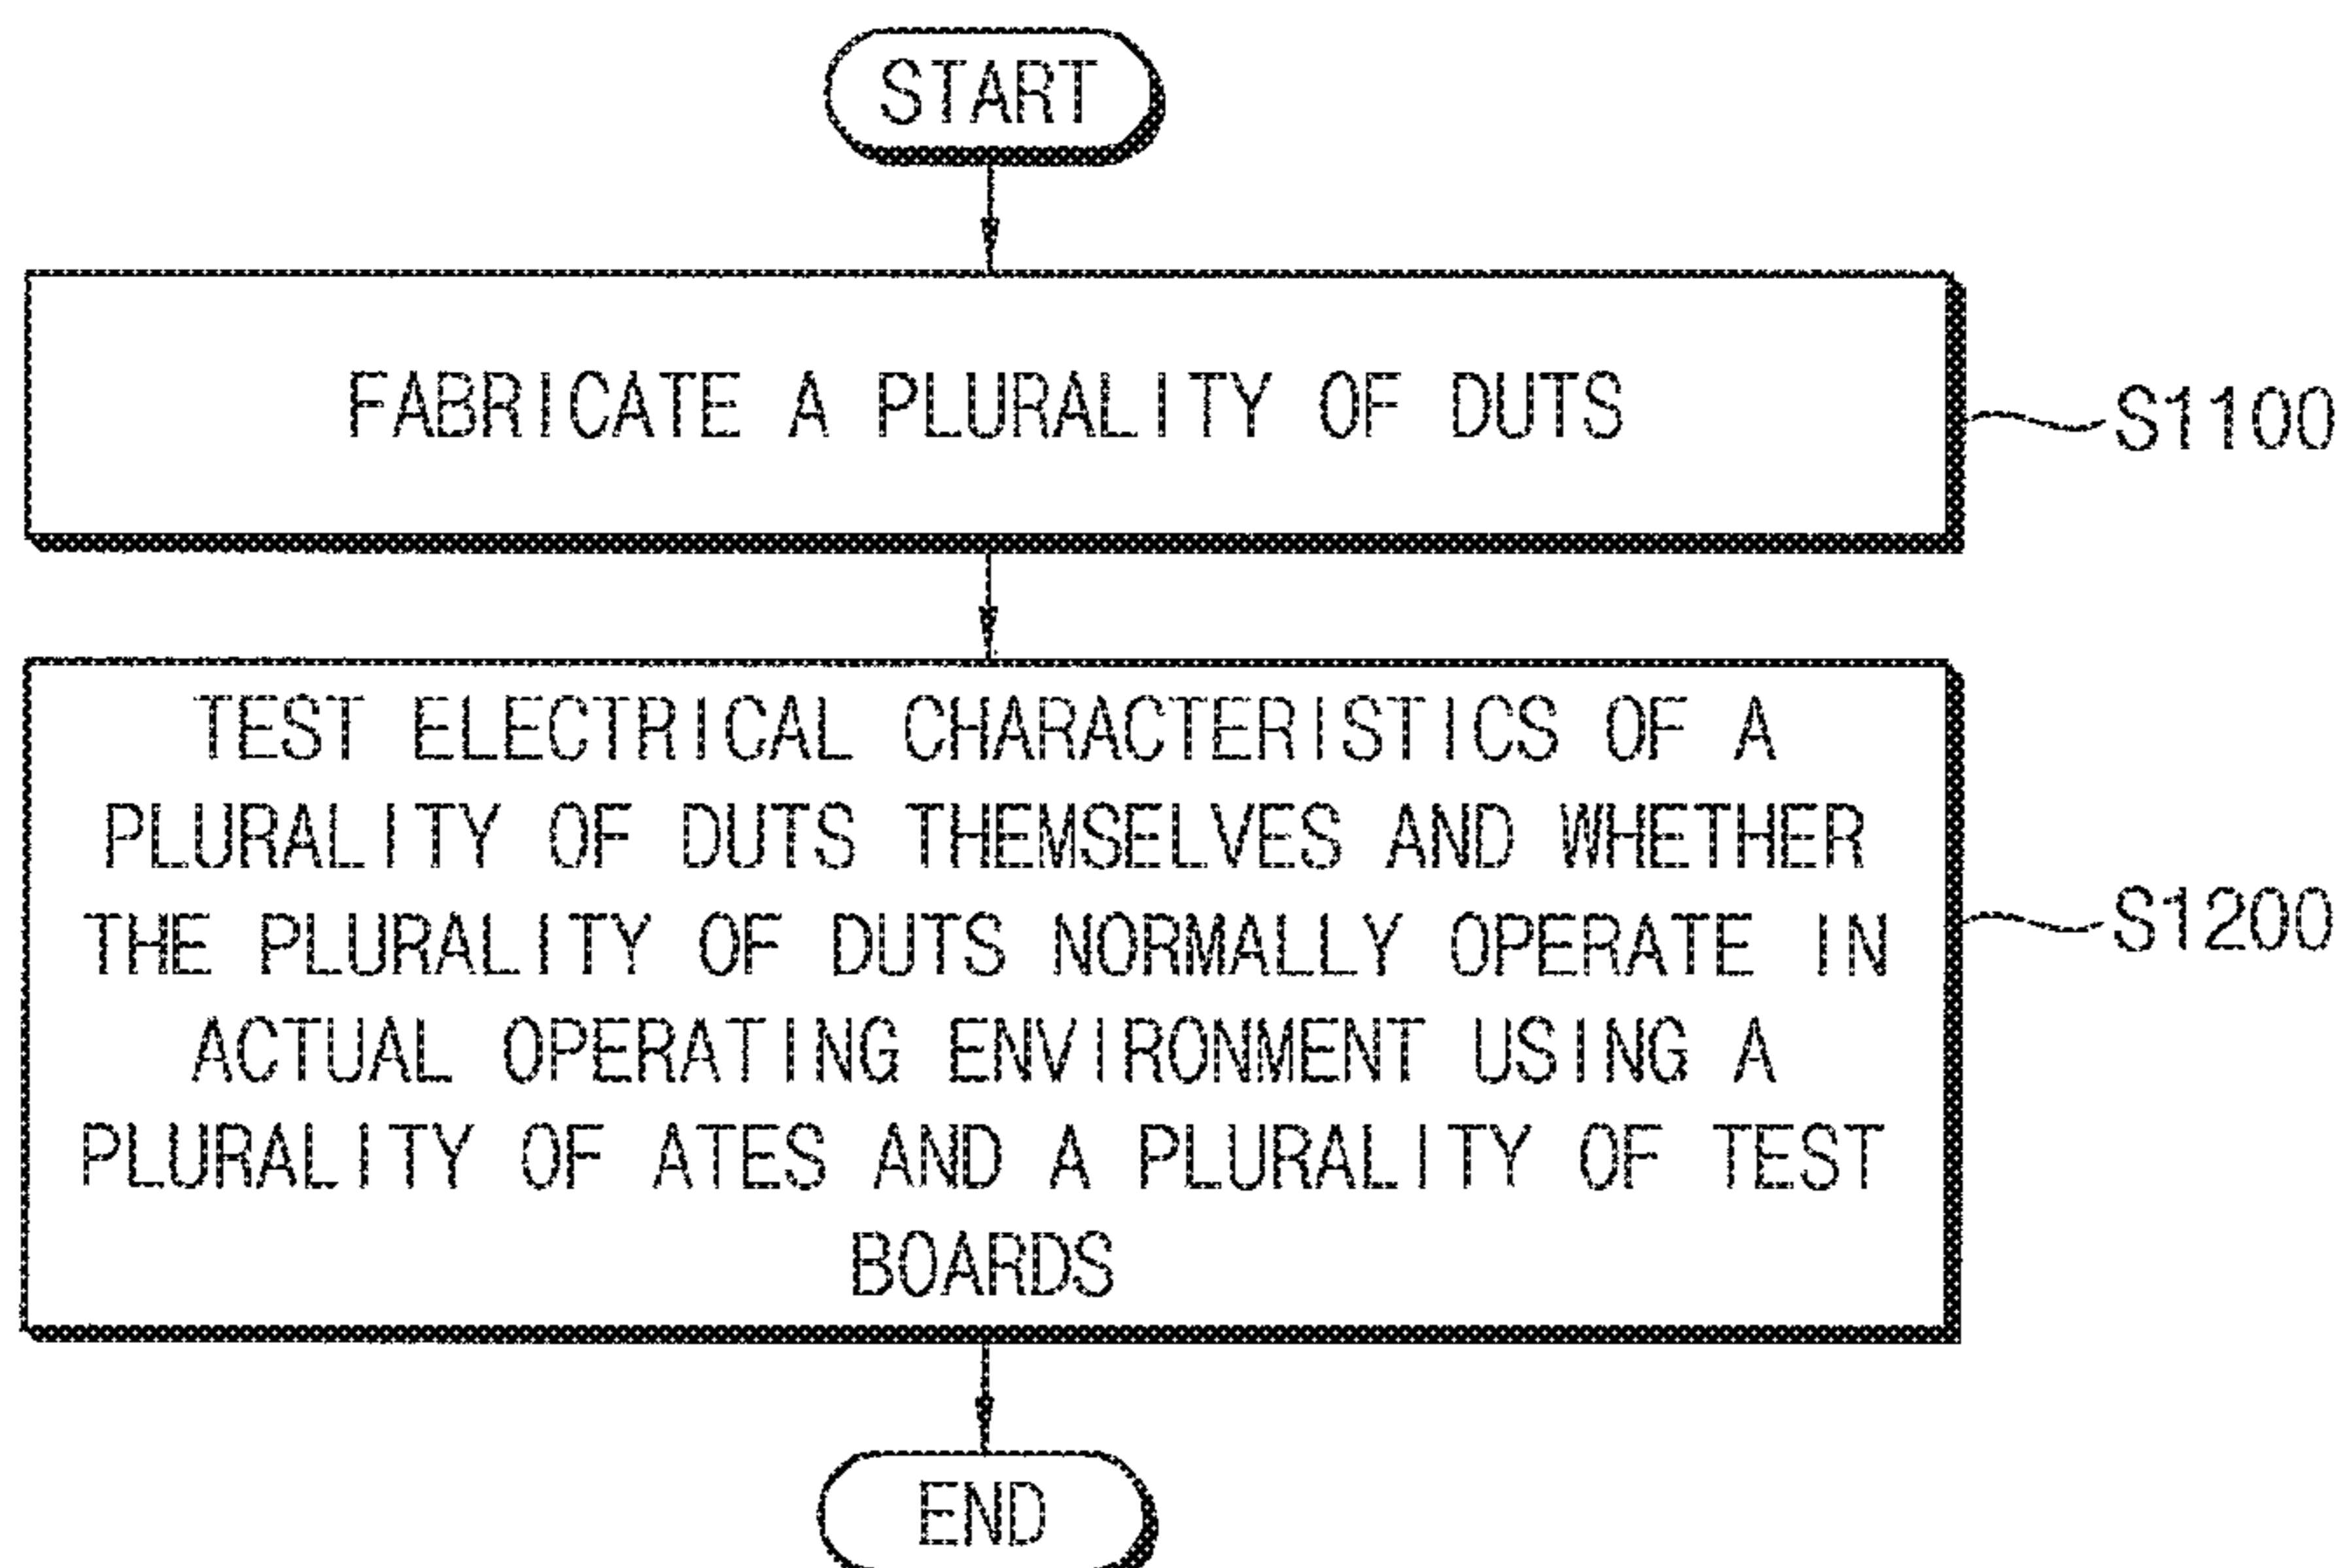 START
FABRICATE A PLURALITY OF DUTS
S1100
TEST ELECTRICAL CHARACTERISTICS OF A
PLURALITY OF DUTS THEMSELVES AND WHETHER
THE PLURALITY OF DUTS NORMALLY OPERATE IN
ACTUAL OPERATING ENVIRONMENT USING A
PLURALITY OF ATES AND A PLURALITY OF TEST
BOARDS
S1200
END